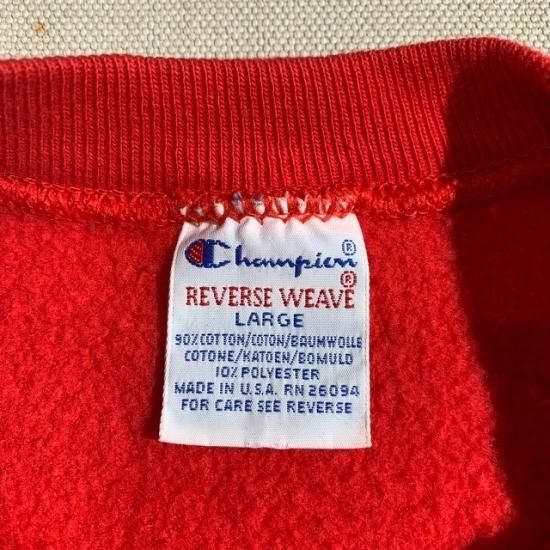 Champion®
REVERSE WEAVE®
LARGE
90% COTTON/COTON/BAUMWOLLE
COTONE/KATOEN/BOMULD
10% POLYESTER
MADE IN U.S.A. RN 26094
FOR CARE SEE REVERSE